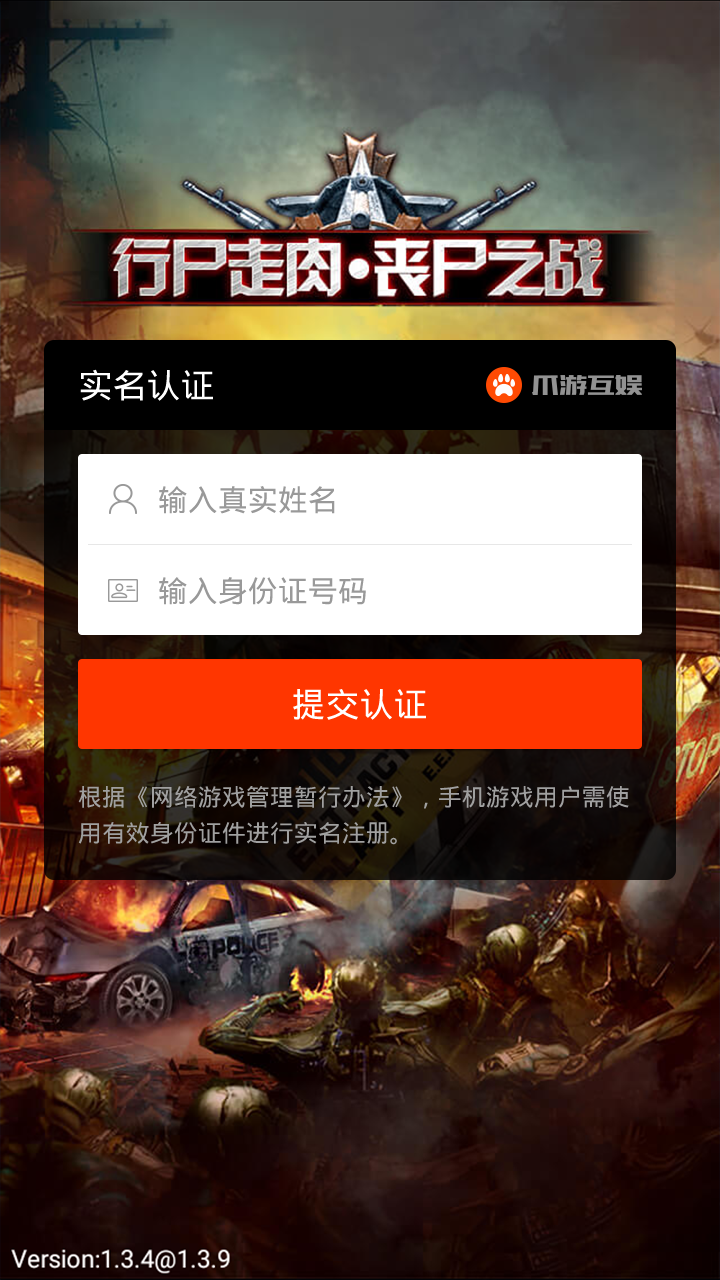 行尸走肉·丧尸之战
实名认证
爪游互娱
输入真实姓名
输入身份证号码
提交认证
根据《网络游戏管理暂行办法》，手机游戏用户需使
用有效身份证件进行实名注册。
STOP
POLICE
Version:1.3.4@1.3.9